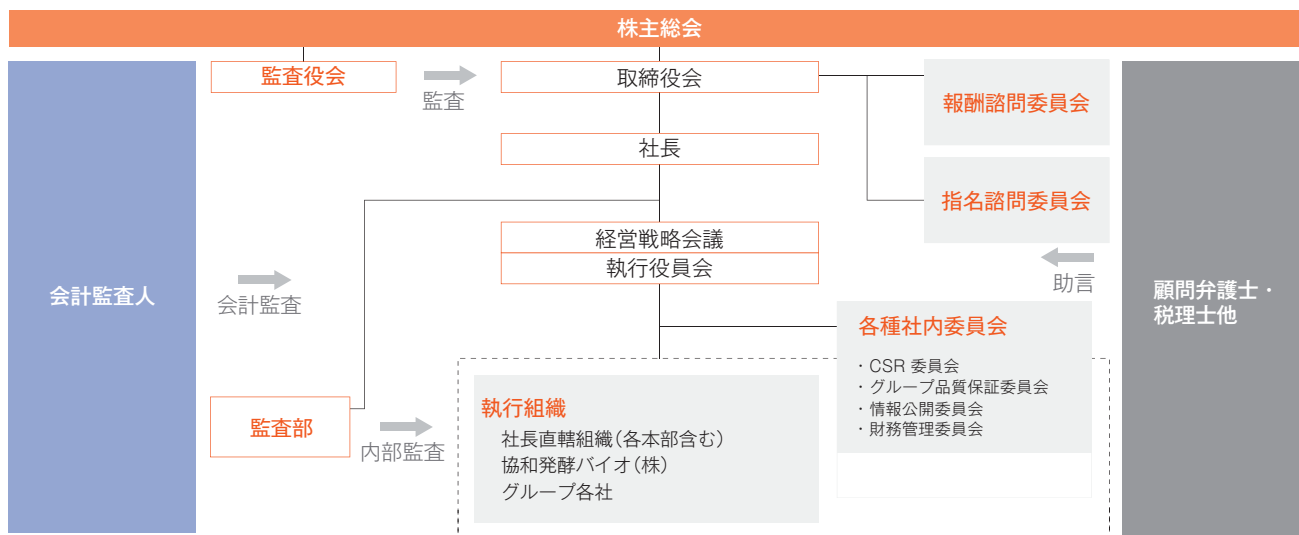 株主総会
監査役会
監査
取締役会
報酬諮問委員会
社長
指名諮問委員会
経営戦略会議
執行役員会
会計監査人
会計監査
助言
顧問弁護士・
税理士他
各種社内委員会
・CSR 委員会
・グループ品質保証委員会
・情報公開委員会
・財務管理委員会
監査部
内部監査
執行組織
社長直轄組織（各本部含む）
協和発酵バイオ（株）
グループ各社